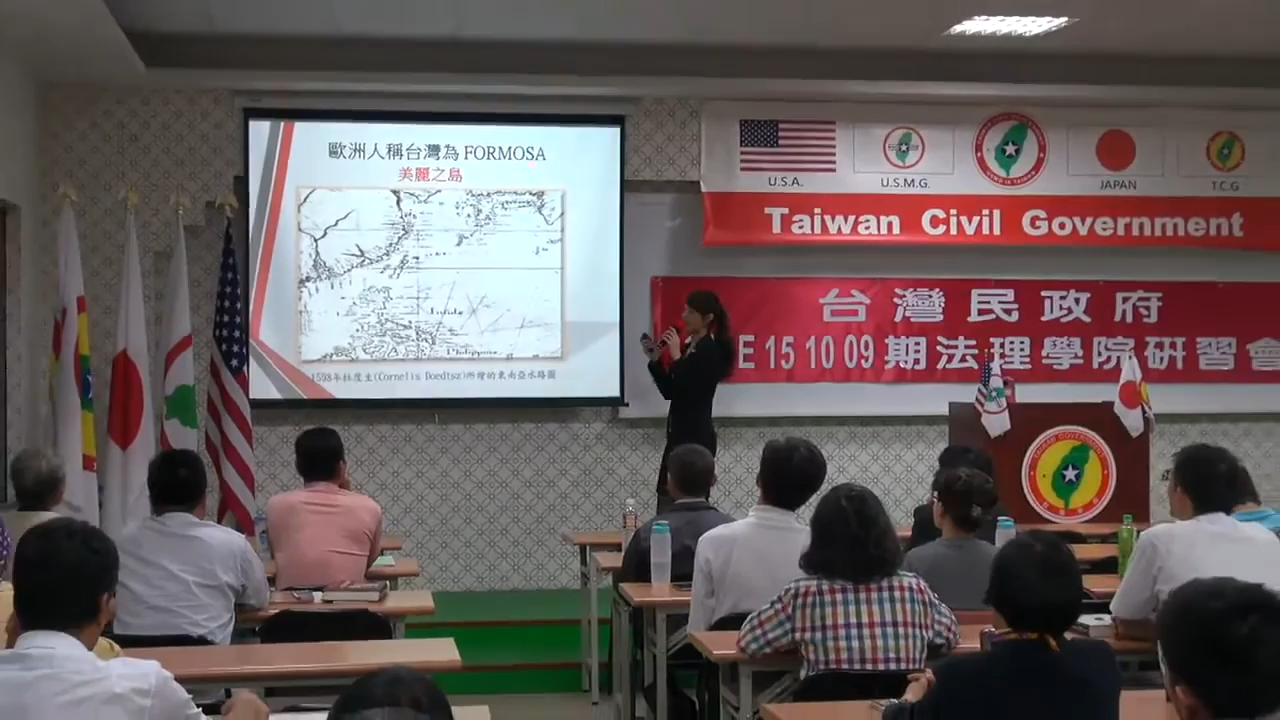 歐洲人稱台灣為 FORMOSA
美麗之島
1598年杜度生(Cornelis Doedtsz)所繪的東南亞水路圖
U.S.A.
U.S.M.G.
JAPAN
T.C.G
Taiwan Civil Government
台灣民政府
E 15 10 09 期法理學院研習會